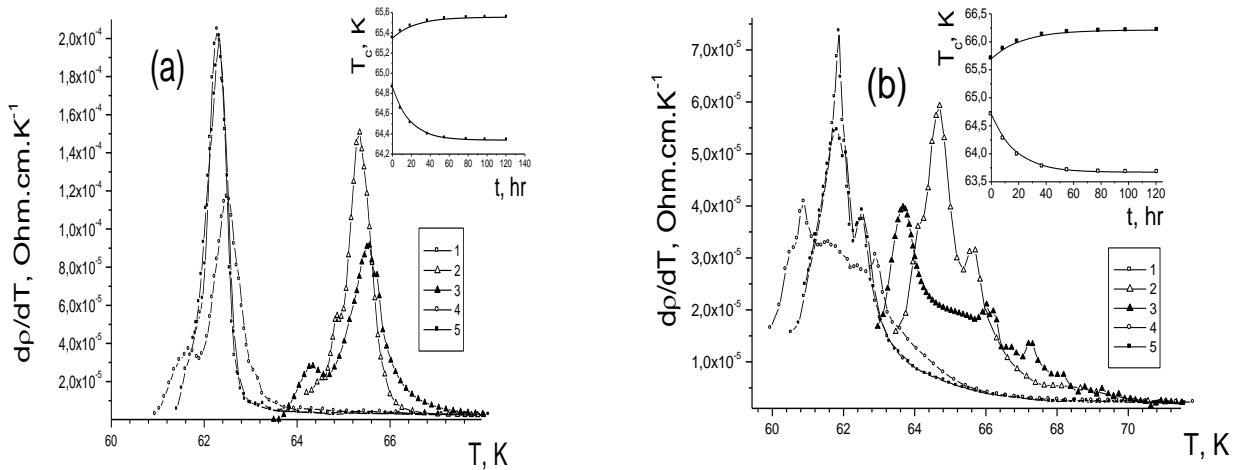 (a)
dρ/dT, Ohm.cm.K⁻¹
2,0x10⁻⁴
1,8x10⁻⁴
1,6x10⁻⁴
1,4x10⁻⁴
1,2x10⁻⁴
1,0x10⁻⁴
8,0x10⁻⁵
6,0x10⁻⁵
4,0x10⁻⁵
2,0x10⁻⁵
60 62 64 66
T, K
1
2
3
4
5
T_c, K
65,6
65,4
65,2
65,0
64,8
64,6
64,4
64,2
0 20 40 60 80 100 120 140
t, hr
(b)
dρ/dT, Ohm.cm.K⁻¹
7,0x10⁻⁵
6,0x10⁻⁵
5,0x10⁻⁵
4,0x10⁻⁵
3,0x10⁻⁵
2,0x10⁻⁵
1,0x10⁻⁵
60 62 64 66 68 70
T, K
1
2
3
4
5
T_c, K
66,5
66,0
65,5
65,0
64,5
64,0
63,5
0 20 40 60 80 100 120
t, hr